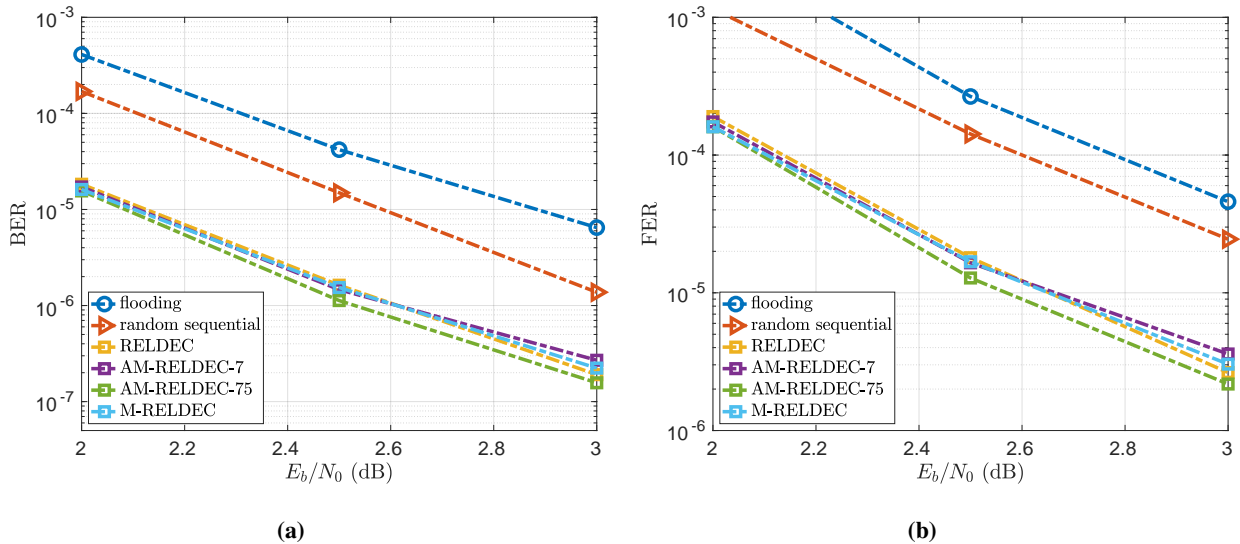 10^-3
10^-4
10^-5
10^-6
10^-7
BER
flooding
random sequential
RELDEC
AM-RELDEC-7
AM-RELDEC-75
M-RELDEC
2 2.2 2.4 2.6 2.8 3
E_b/N_0 (dB)
(a)
10^-3
10^-4
10^-5
10^-6
FER
flooding
random sequential
RELDEC
AM-RELDEC-7
AM-RELDEC-75
M-RELDEC
2 2.2 2.4 2.6 2.8 3
E_b/N_0 (dB)
(b)